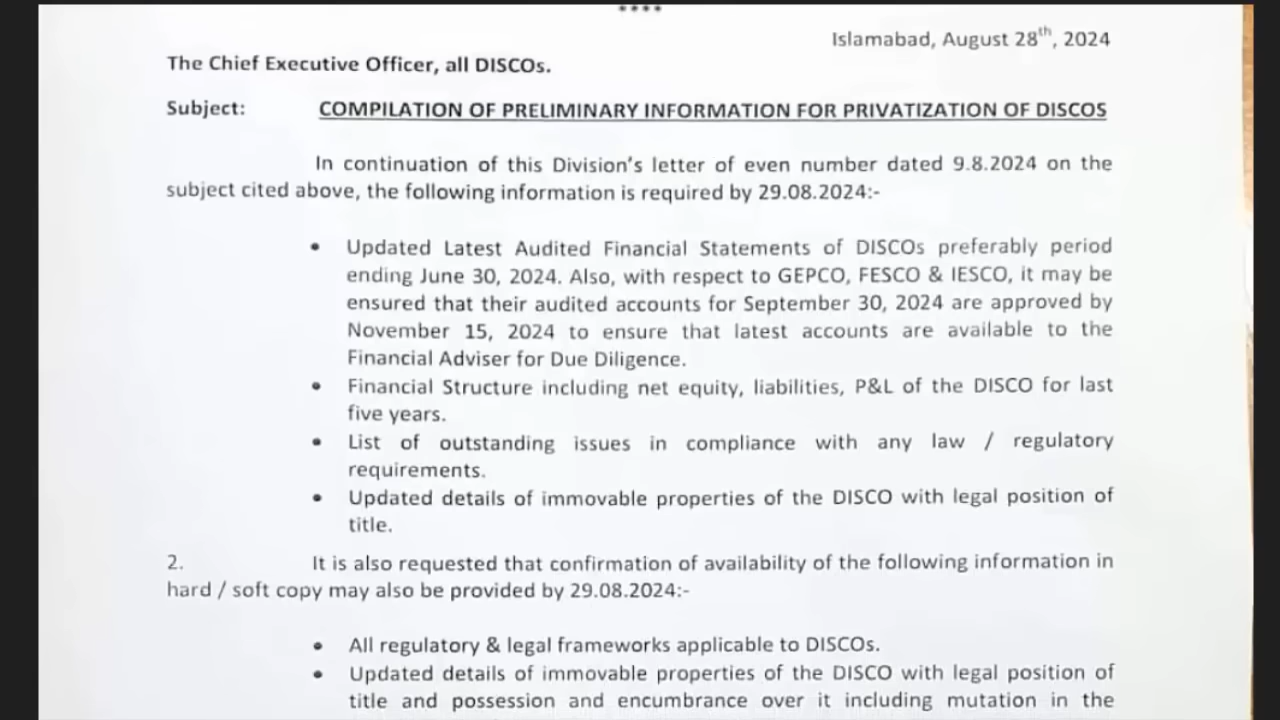 Islamabad, August 28th, 2024
The Chief Executive Officer, all DISCOs.
Subject: COMPILATION OF PRELIMINARY INFORMATION FOR PRIVATIZATION OF DISCOS
In continuation of this Division's letter of even number dated 9.8.2024 on the
subject cited above, the following information is required by 29.08.2024:-
• Updated Latest Audited Financial Statements of DISCOs preferably period
ending June 30, 2024. Also, with respect to GEPCO, FESCO & IESCO, it may be
ensured that their audited accounts for September 30, 2024 are approved by
November 15, 2024 to ensure that latest accounts are available to the
Financial Adviser for Due Diligence.
• Financial Structure including net equity, liabilities, P&L of the DISCO for last
five years.
• List of outstanding issues in compliance with any law / regulatory
requirements.
• Updated details of immovable properties of the DISCO with legal position of
title.
2. It is also requested that confirmation of availability of the following information in
hard / soft copy may also be provided by 29.08.2024:-
• All regulatory & legal frameworks applicable to DISCOs.
• Updated details of immovable properties of the DISCO with legal position of
title and possession and encumbrance over it including mutation in the